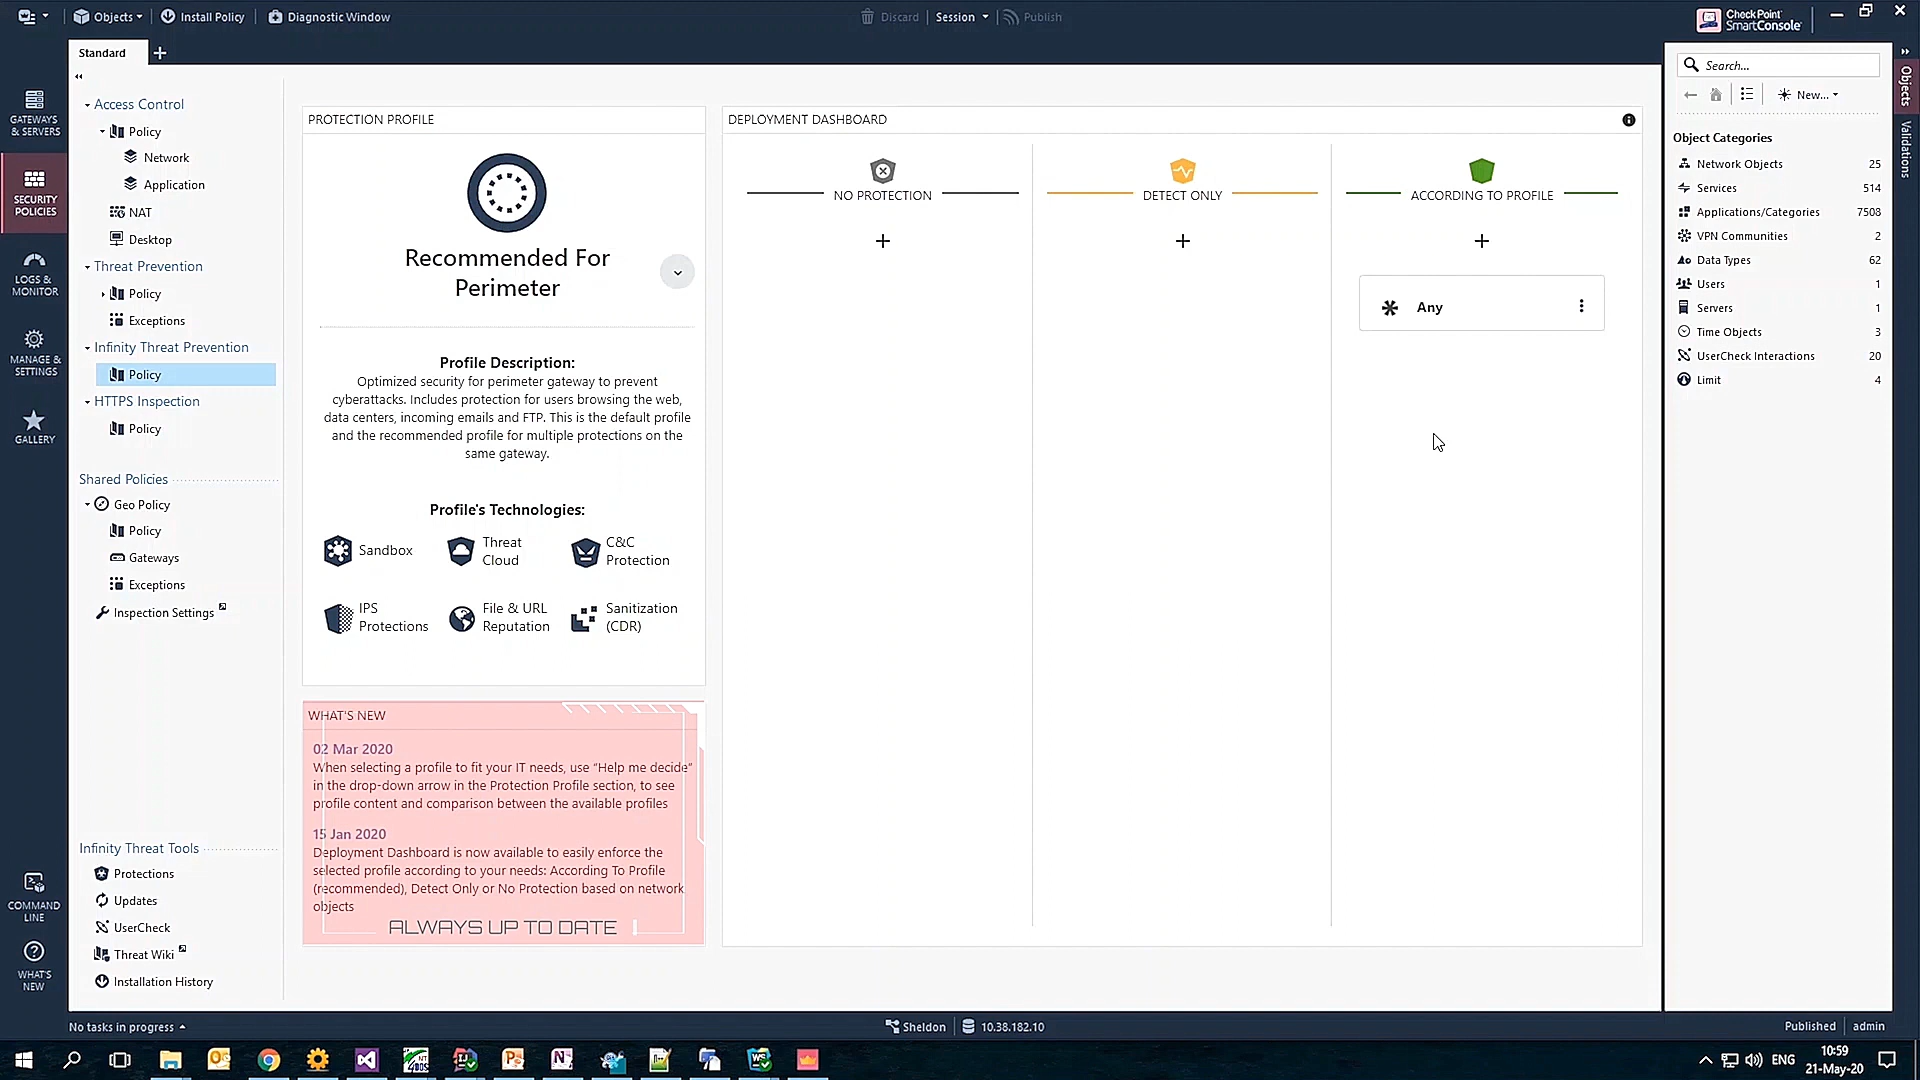 Objects
Install Policy
Diagnostic Window
Discard
Session
Publish
Check Point
SmartConsole
Standard
GATEWAYS
& SERVERS
SECURITY
POLICIES
LOGS &
MONITOR
MANAGE &
SETTINGS
GALLERY
COMMAND
LINE
WHAT'S
NEW
Access Control
Policy
Network
Application
NAT
Desktop
Threat Prevention
Policy
Exceptions
Infinity Threat Prevention
Policy
HTTPS Inspection
Policy
Shared Policies
Geo Policy
Policy
Gateways
Exceptions
Inspection Settings
Infinity Threat Tools
Protections
Updates
UserCheck
Threat Wiki
Installation History
PROTECTION PROFILE
Recommended For
Perimeter
Profile Description:
Optimized security for perimeter gateway to prevent
cyberattacks. Includes protection for users browsing the web,
data centers, incoming emails and FTP. This is the default profile
and the recommended profile for multiple protections on the
same gateway.
Profile's Technologies:
Sandbox
Threat
Cloud
C&C
Protection
IPS
Protections
File & URL
Reputation
Sanitization
(CDR)
WHAT'S NEW
02 Mar 2020
When selecting a profile to fit your IT needs, use “Help me decide”
in the drop-down arrow in the Protection Profile section, to see
profile content and comparison between the available profiles
15 Jan 2020
Deployment Dashboard is now available to easily enforce the
selected profile according to your needs: According To Profile
(recommended), Detect Only or No Protection based on network
objects
ALWAYS UP TO DATE
DEPLOYMENT DASHBOARD
NO PROTECTION
DETECT ONLY
ACCORDING TO PROFILE
Any
Search...
New...
Object Categories
Network Objects 25
Services 514
Applications/Categories 7508
VPN Communities 2
Data Types 62
Users 1
Servers 1
Time Objects 3
UserCheck Interactions 20
Limit 4
Objects
Validations
No tasks in progress
Sheldon
10.38.182.10
Published
admin
ENG
10:59
21-May-20